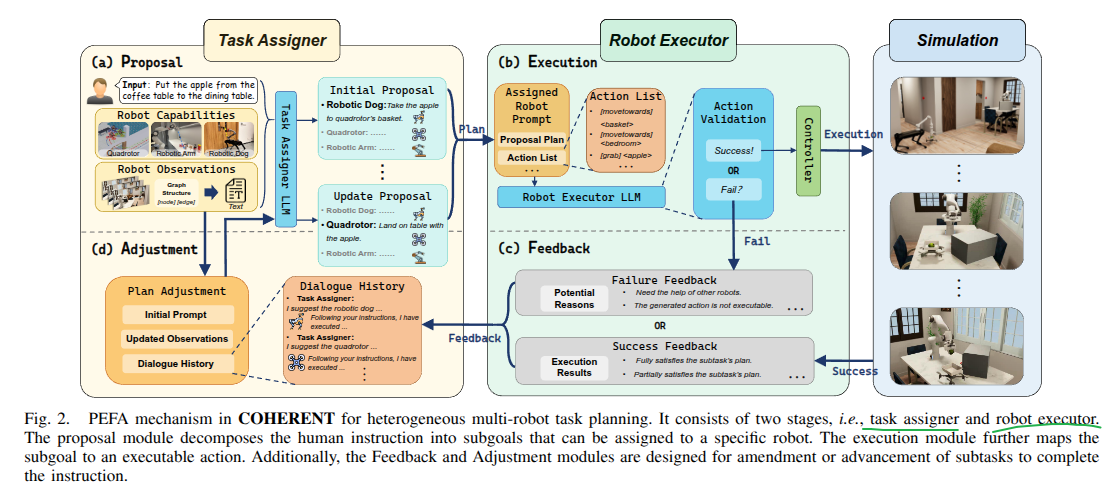 Task Assigner
Robot Executor
Simulation
(a) Proposal
Input: Put the apple from the
coffee table to the dining table.
Robot Capabilities
Quadrotor
Robotic Arm
Robotic Dog
Robot Observations
Graph
Structure
[node] [edge]
Text
Task Assigner LLM
Initial Proposal
• Robotic Dog: Take the apple
to quadrotor's basket.
• Quadrotor: ......
• Robotic Arm: ......
Update Proposal
• Robotic Dog: ......
• Quadrotor: Land on table with
the apple.
• Robotic Arm: ......
Plan
(b) Execution
Assigned
Robot
Prompt
Proposal Plan
Action List
...
Action List
• [movetowards]
<basket>
• [movetowards]
<bedroom>
• [grab] <apple>
...
Robot Executor LLM
Action
Validation
Success!
OR
Fail?
Controller
Execution
Fail
(d) Adjustment
Plan Adjustment
Initial Prompt
Updated Observations
Dialogue History
Dialogue History
• Task Assigner:
I suggest the robotic dog ...
Following your instructions, I have
executed ...
• Task Assigner:
I suggest the quadrotor ...
Following your instructions, I have
executed ...
Feedback
(c) Feedback
Failure Feedback
Potential
Reasons
• Need the help of other robots.
• The generated action is not executable.
...
OR
Success Feedback
Execution
Results
• Fully satisfies the subtask's plan.
• Partially satisfies the subtask's plan.
...
Success
Fig. 2. PEFA mechanism in COHERENT for heterogeneous multi-robot task planning. It consists of two stages, i.e., task assigner and robot executor.
The proposal module decomposes the human instruction into subgoals that can be assigned to a specific robot. The execution module further maps the
subgoal to an executable action. Additionally, the Feedback and Adjustment modules are designed for amendment or advancement of subtasks to complete
the instruction.